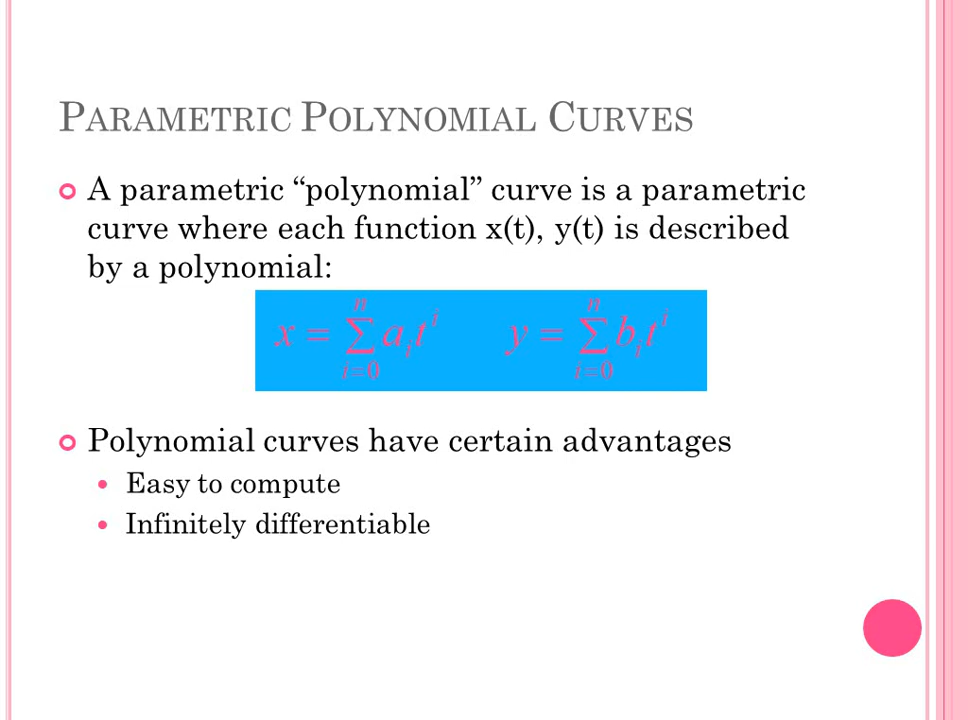 PARAMETRIC POLYNOMIAL CURVES
A parametric “polynomial” curve is a parametric
curve where each function x(t), y(t) is described
by a polynomial:
x = ∑_{i=0}^{n} a_i t^i    y = ∑_{i=0}^{n} b_i t^i
Polynomial curves have certain advantages
Easy to compute
Infinitely differentiable